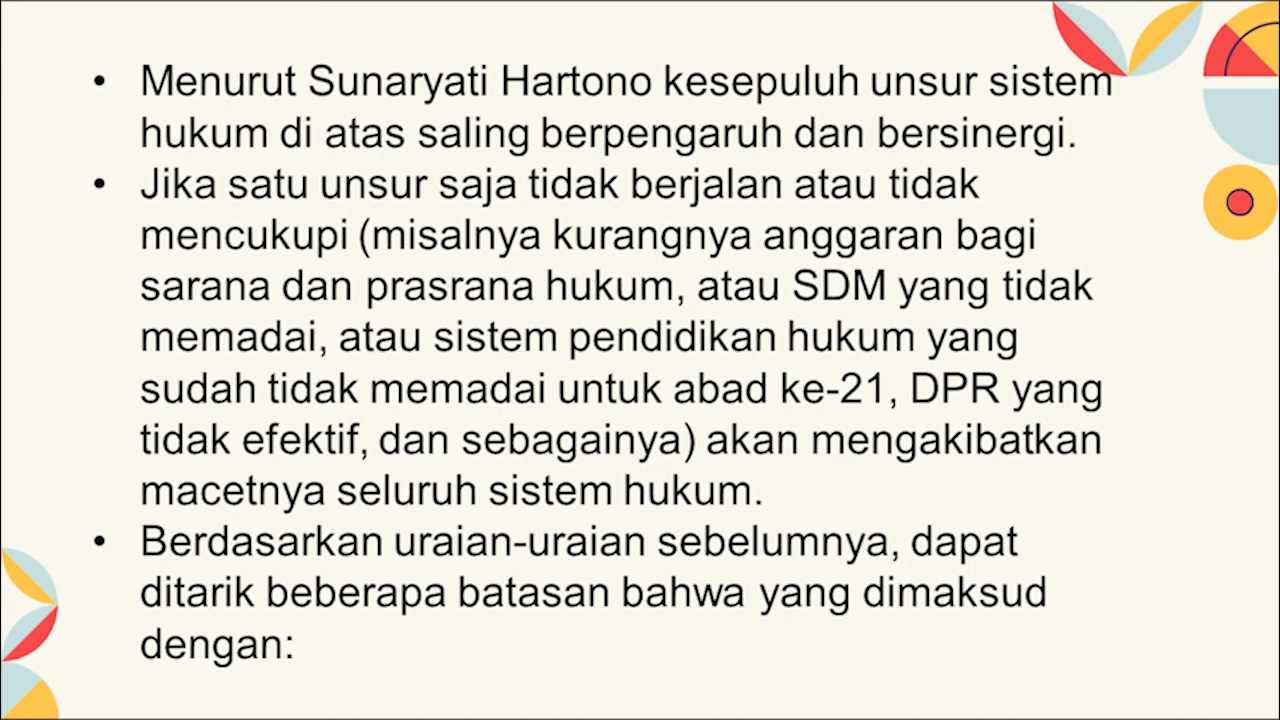 • Menurut Sunaryati Hartono kesepuluh unsur sistem
hukum di atas saling berpengaruh dan bersinergi.
• Jika satu unsur saja tidak berjalan atau tidak
mencukupi (misalnya kurangnya anggaran bagi
sarana dan prasrana hukum, atau SDM yang tidak
memadai, atau sistem pendidikan hukum yang
sudah tidak memadai untuk abad ke-21, DPR yang
tidak efektif, dan sebagainya) akan mengakibatkan
macetnya seluruh sistem hukum.
• Berdasarkan uraian-uraian sebelumnya, dapat
ditarik beberapa batasan bahwa yang dimaksud
dengan: